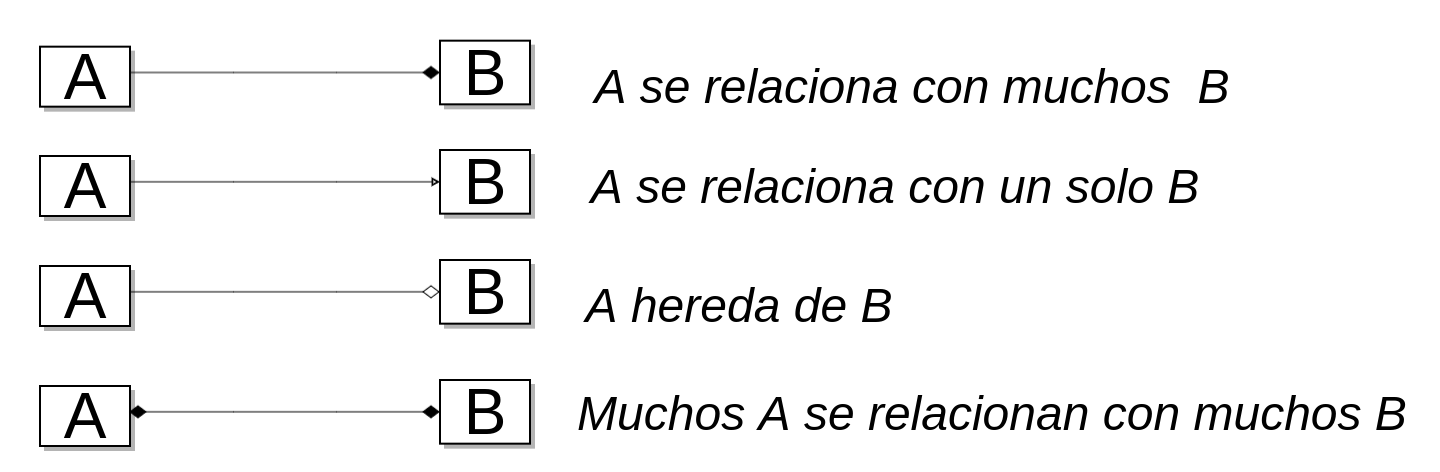 A B A se relaciona con muchos B
A B A se relaciona con un solo B
A B A hereda de B
A B Muchos A se relacionan con muchos B